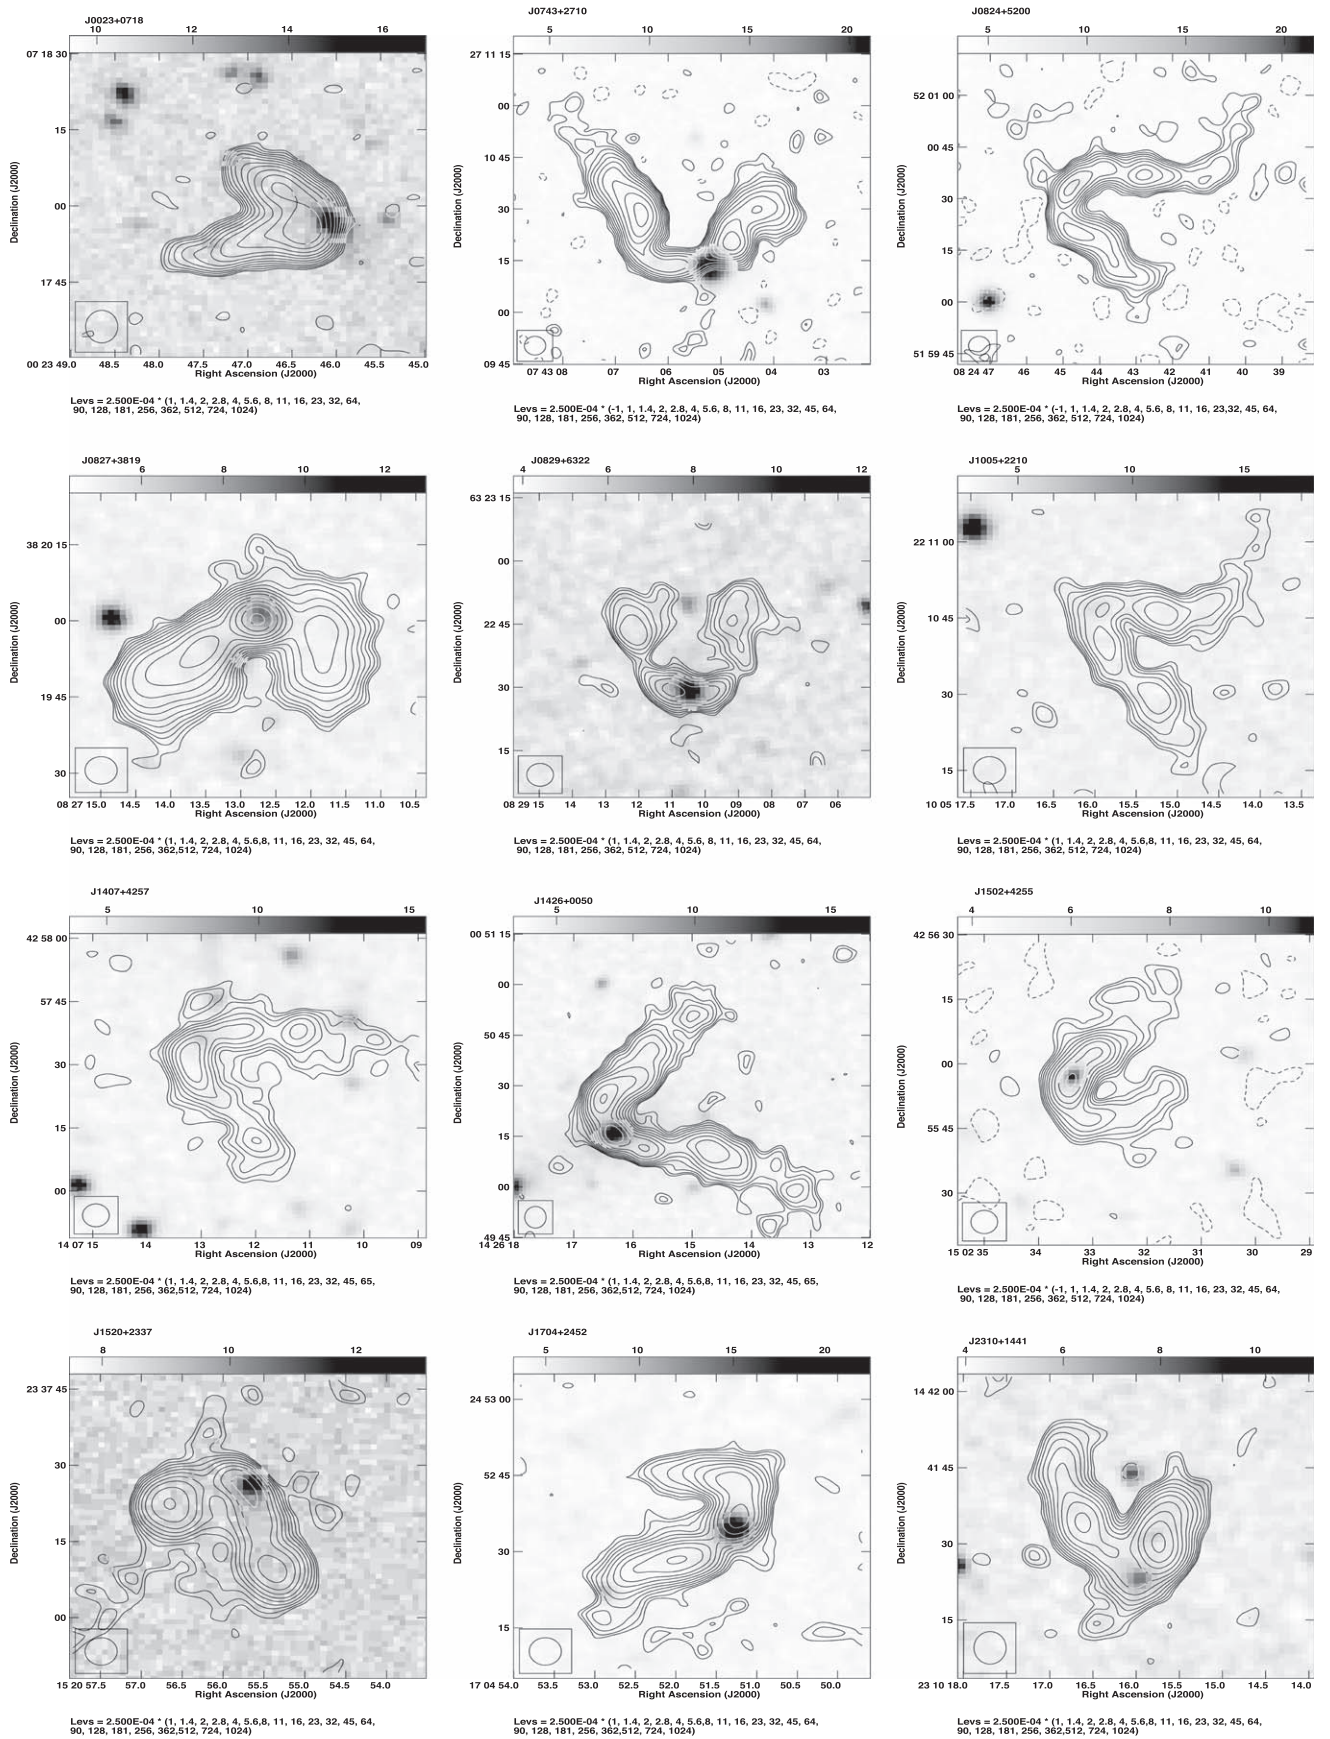 J0023+0718
10 12 14 16
07 18 30
15
00
17 45
Declination (J2000)
00 23 49.0 48.5 48.0 47.5 47.0 46.5 46.0 45.5 45.0
Right Ascension (J2000)
Levs = 2.500E-04 * (1, 1.4, 2, 2.8, 4, 5.6, 8, 11, 16, 23, 32, 64,
90, 128, 181, 256, 362, 512, 724, 1024)
J0743+2710
5 10 15 20
27 11 15
00
10 45
30
15
00
09 45
Declination (J2000)
07 43 08 07 06 05 04 03
Right Ascension (J2000)
Levs = 2.500E-04 * (-1, 1, 1.4, 2, 2.8, 4, 5.6, 8, 11, 16, 23, 32, 45, 64,
90, 128, 181, 256, 362, 512, 724, 1024)
J0824+5200
5 10 15 20
52 01 00
00 45
30
15
00
51 59 45
Declination (J2000)
08 24 47 46 45 44 43 42 41 40 39
Right Ascension (J2000)
Levs = 2.500E-04 * (-1, 1, 1.4, 2, 2.8, 4, 5.6, 8, 11, 16, 23,32, 45, 64,
90, 128, 181, 256, 362, 512, 724, 1024)
J0827+3819
6 8 10 12
38 20 15
00
19 45
30
Declination (J2000)
08 27 15.0 14.5 14.0 13.5 13.0 12.5 12.0 11.5 11.0 10.5
Right Ascension (J2000)
Levs = 2.500E-04 * (1, 1.4, 2, 2.8, 4, 5.6,8, 11, 16, 23, 32, 45, 64,
90, 128, 181, 256, 362,512, 724, 1024)
J0829+6322
4 6 8 10 12
63 23 15
00
22 45
30
15
Declination (J2000)
08 29 15 14 13 12 11 10 09 08 07 06
Right Ascension (J2000)
Levs = 2.500E-04 * (1, 1.4, 2, 2.8, 4, 5.6, 8, 11, 16, 23, 32, 45, 64,
90, 128, 181, 256, 362, 512, 724, 1024)
J1005+2210
5 10 15
22 11 00
10 45
30
15
Declination (J2000)
10 05 17.5 17.0 16.5 16.0 15.5 15.0 14.5 14.0 13.5
Right Ascension (J2000)
Levs = 2.500E-04 * (1, 1.4, 2, 2.8, 4, 5.6, 8, 11, 16, 23, 32, 45, 64,
90, 128, 181, 256, 362, 512, 724, 1024)
J1407+4257
5 10 15
42 58 00
57 45
30
15
00
Declination (J2000)
14 07 15 14 13 12 11 10 09
Right Ascension (J2000)
Levs = 2.500E-04 * (1, 1.4, 2, 2.8, 4, 5.6,8, 11, 16, 23, 32, 45, 65,
90, 128, 181, 256, 362,512, 724, 1024)
J1426+0050
5 10 15
00 51 15
00
50 45
30
15
00
49 45
Declination (J2000)
14 26 18 17 16 15 14 13 12
Right Ascension (J2000)
Levs = 2.500E-04 * (1, 1.4, 2, 2.8, 4, 5.6,8, 11, 16, 23, 32, 45, 65,
90, 128, 181, 256, 362,512, 724, 1024)
J1502+4255
4 6 8 10
42 56 30
15
00
55 45
30
Declination (J2000)
15 02 35 34 33 32 31 30 29
Right Ascension (J2000)
Levs = 2.500E-04 * (-1, 1, 1.4, 2, 2.8, 4, 5.6, 8, 11, 16, 23, 32, 45, 64,
90, 128, 181, 256, 362, 512, 724, 1024)
J1520+2337
8 10 12
23 37 45
30
15
00
Declination (J2000)
15 20 57.5 57.0 56.5 56.0 55.5 55.0 54.5 54.0
Right Ascension (J2000)
Levs = 2.500E-04 * (1, 1.4, 2, 2.8, 4, 5.6,8, 11, 16, 23, 32, 45, 64,
90, 128, 181, 256, 362,512, 724, 1024)
J1704+2452
5 10 15 20
24 53 00
52 45
30
15
Declination (J2000)
17 04 54.0 53.5 53.0 52.5 52.0 51.5 51.0 50.5 50.0
Right Ascension (J2000)
Levs = 2.500E-04 * (1, 1.4, 2, 2.8, 4, 5.6,8, 11, 16, 23, 32, 45, 64,
90, 128, 181, 256, 362, 512, 724, 1024)
J2310+1441
4 6 8 10
14 42 00
41 45
30
15
Declination (J2000)
23 10 18.0 17.5 17.0 16.5 16.0 15.5 15.0 14.5 14.0
Right Ascension (J2000)
Levs = 2.500E-04 * (1, 1.4, 2, 2.8, 4, 5.6, 8, 11, 16, 23, 32, 45, 64,
90, 128, 181, 256, 362, 512, 724, 1024)